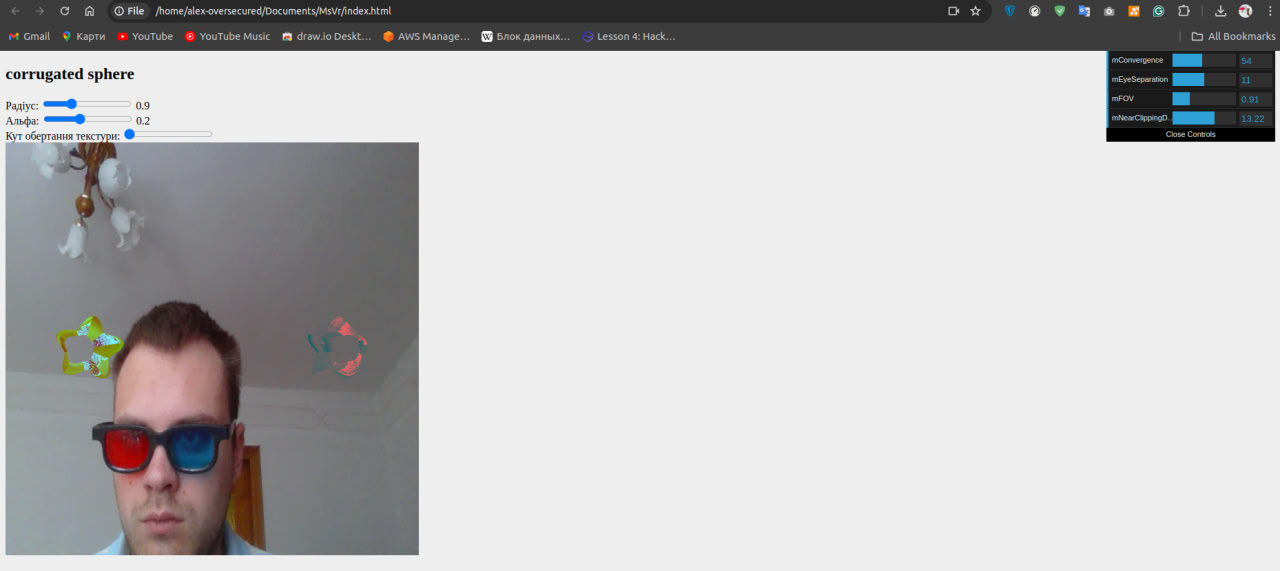 File /home/alex-oversecured/Documents/MsVr/index.html
Gmail Карти YouTube YouTube Music draw.io Deskt... AWS Manage... Блок данных... Lesson 4: Hack... All Bookmarks
corrugated sphere
Радіус: 0.9
Альфа: 0.2
Кут обертання текстури:
mConvergence 54
mEyeSeparation 11
mFOV 0.91
mNearClippingD... 13.22
Close Controls